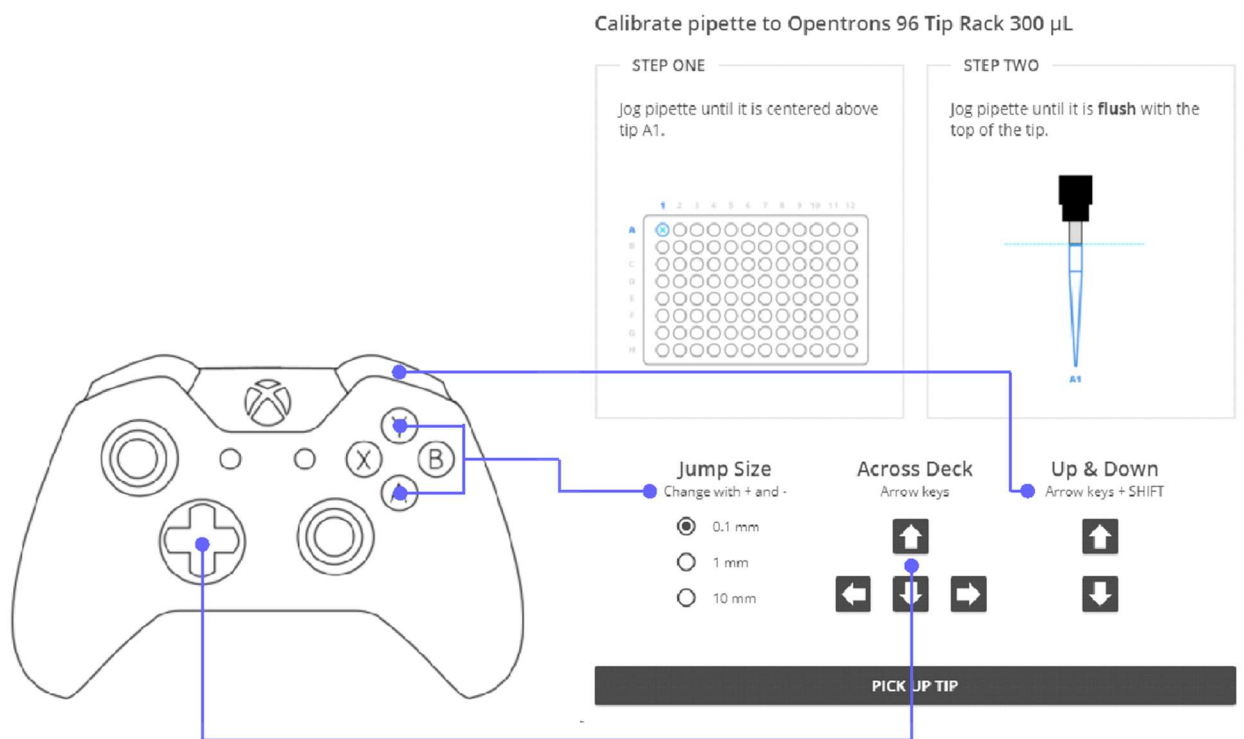 Calibrate pipette to Opentrons 96 Tip Rack 300 µL
STEP ONE
Jog pipette until it is centered above
tip A1.
1 2 3 4 5 6 7 8 9 10 11 12
A
B
C
D
E
F
G
H
STEP TWO
Jog pipette until it is flush with the
top of the tip.
A1
Y
X
B
A
Jump Size
Change with + and -
0.1 mm
1 mm
10 mm
Across Deck
Arrow keys
Up & Down
Arrow keys + SHIFT
PICK UP TIP